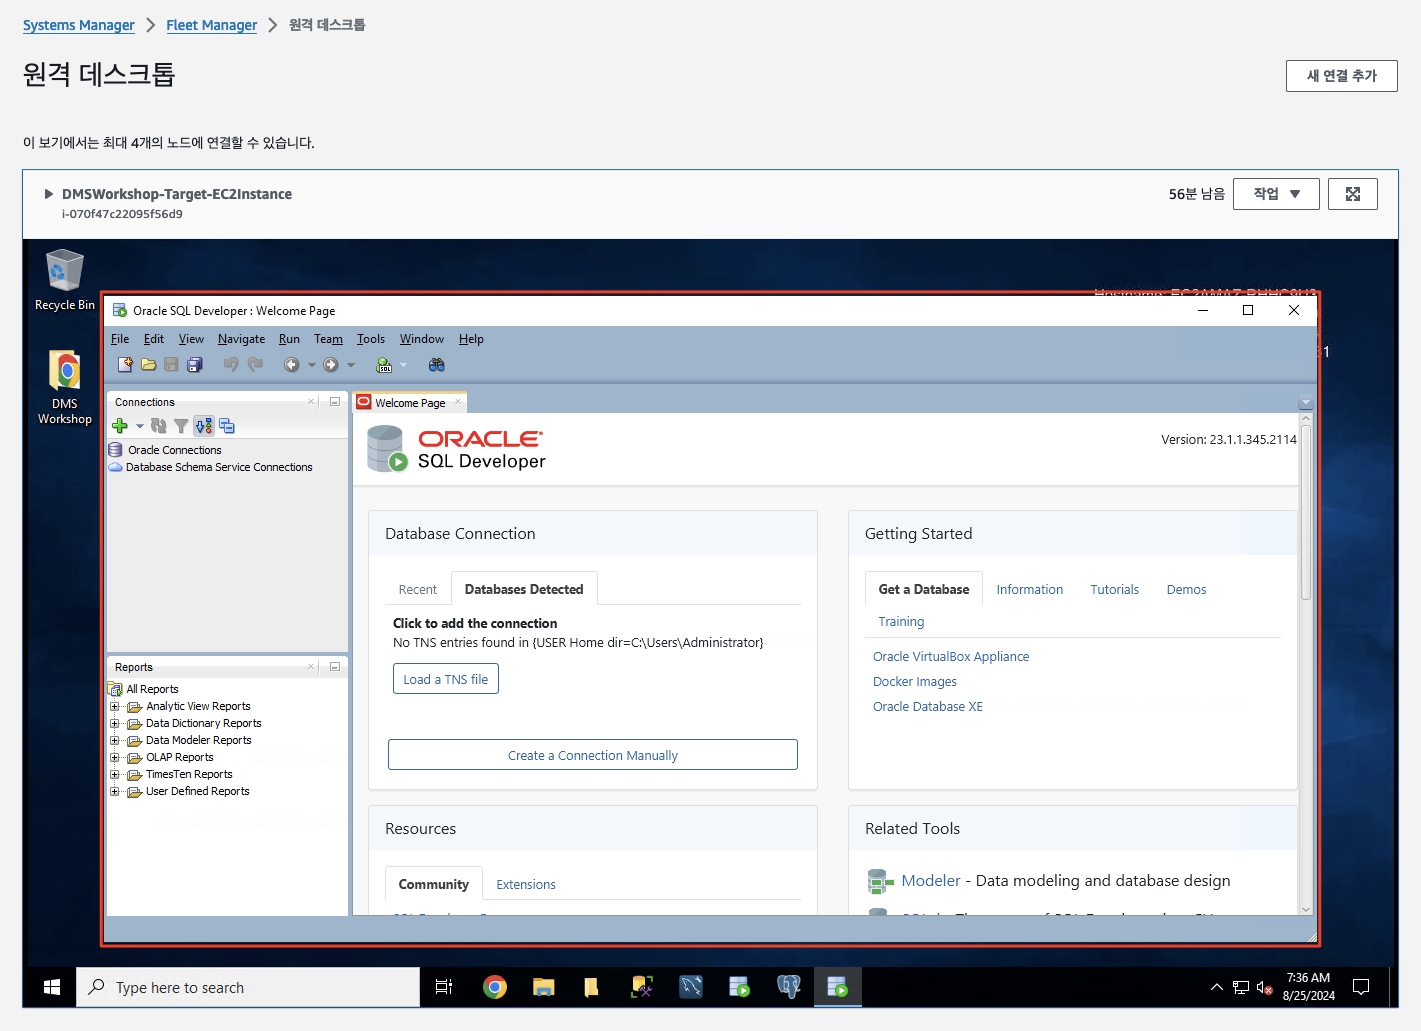 Systems Manager > Fleet Manager > 원격 데스크톱
원격 데스크톱
새 연결 추가
이 보기에서는 최대 4개의 노드에 연결할 수 있습니다.
DMSWorkshop-Target-EC2Instance
i-070f47c22095f56d9
56분 남음
작업
Recycle Bin
DMS
Workshop
Oracle SQL Developer : Welcome Page
File Edit View Navigate Run Team Tools Window Help
SQL
Connections
Oracle Connections
Database Schema Service Connections
Reports
All Reports
Analytic View Reports
Data Dictionary Reports
Data Modeler Reports
OLAP Reports
TimesTen Reports
User Defined Reports
Welcome Page
ORACLE
SQL Developer
Version: 23.1.1.345.2114
Database Connection
Recent
Databases Detected
Click to add the connection
No TNS entries found in {USER Home dir=C:\Users\Administrator}
Load a TNS file
Create a Connection Manually
Getting Started
Get a Database
Information
Tutorials
Demos
Training
Oracle VirtualBox Appliance
Docker Images
Oracle Database XE
Resources
Community
Extensions
Related Tools
Modeler - Data modeling and database design
Type here to search
7:36 AM
8/25/2024